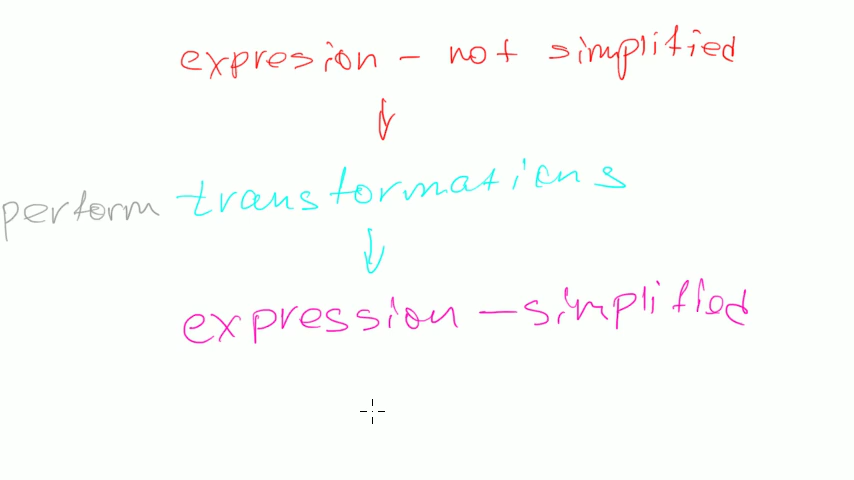 expresion - not simplified
perform transformations
expression - simplified